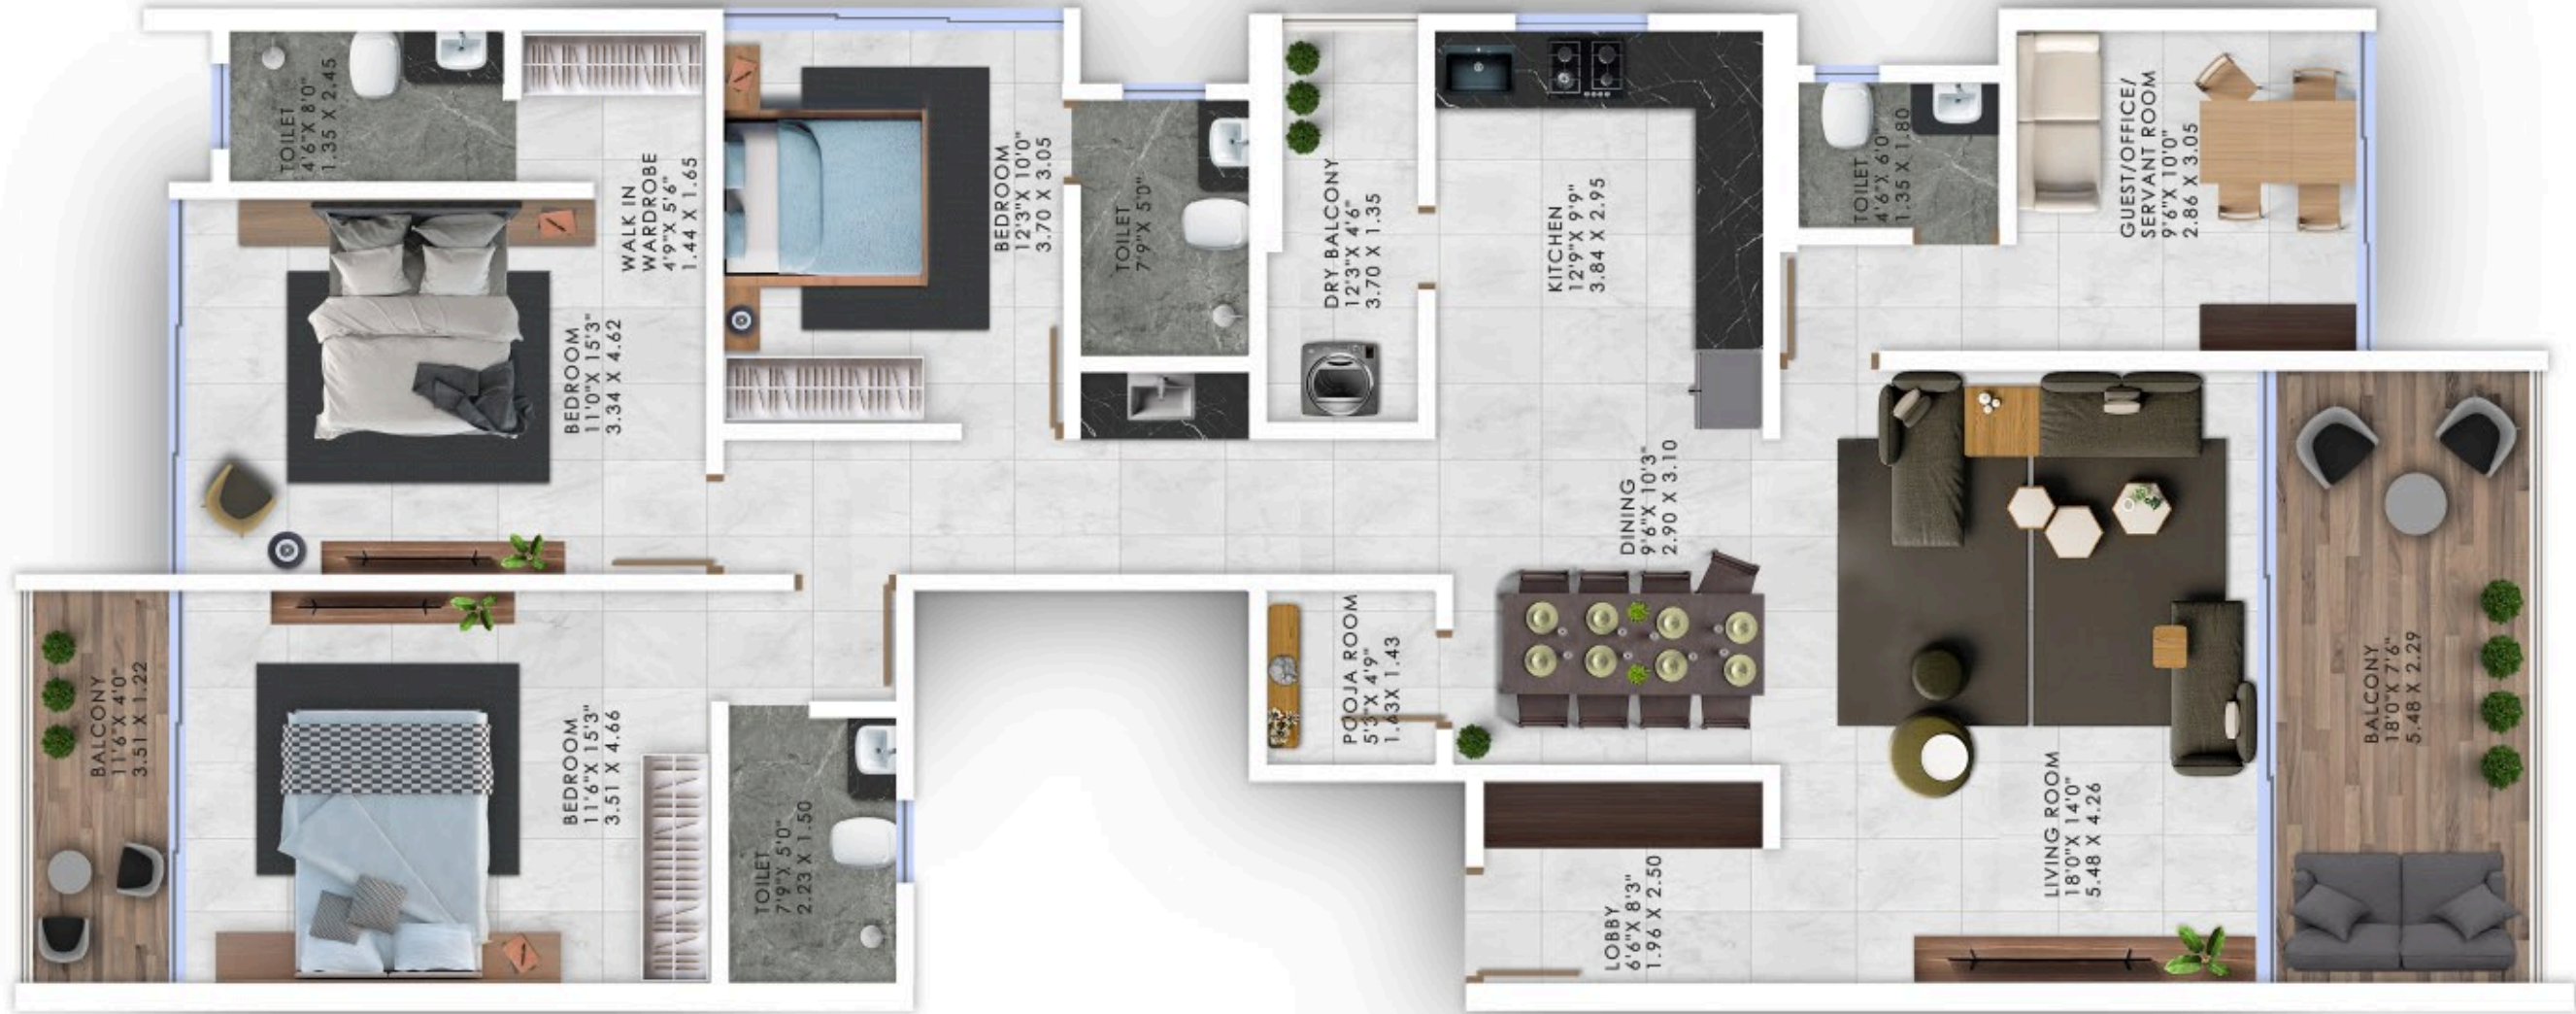 TOILET
4'6"X 8'0"
1.35 X 2.45
WALK IN
WARDROBE
4'9"X 5'6"
1.44 X 1.65
BEDROOM
11'0"X 15'3"
3.34 X 4.62
BEDROOM
12'3"X 10'0"
3.70 X 3.05
TOILET
7'9"X 5'0"
DRY BALCONY
12'3"X 4'6"
3.70 X 1.35
KITCHEN
12'9"X 9'9"
3.84 X 2.95
TOILET
4'6"X 6'0"
1.35 X 1.80
GUEST/OFFICE/
SERVANT ROOM
9'6"X 10'0"
2.86 X 3.05
DINING
9'6"X 10'3"
2.90 X 3.10
BALCONY
11'6"X 4'0"
3.51 X 1.22
BEDROOM
11'6"X 15'3"
3.51 X 4.66
TOILET
7'9"X 5'0"
2.23 X 1.50
POOJA ROOM
5'3"X 4'9"
1.63X 1.43
LOBBY
6'6"X 8'3"
1.96 X 2.50
LIVING ROOM
18'0"X 14'0"
5.48 X 4.26
BALCONY
18'0"X 7'6"
5.48 X 2.29